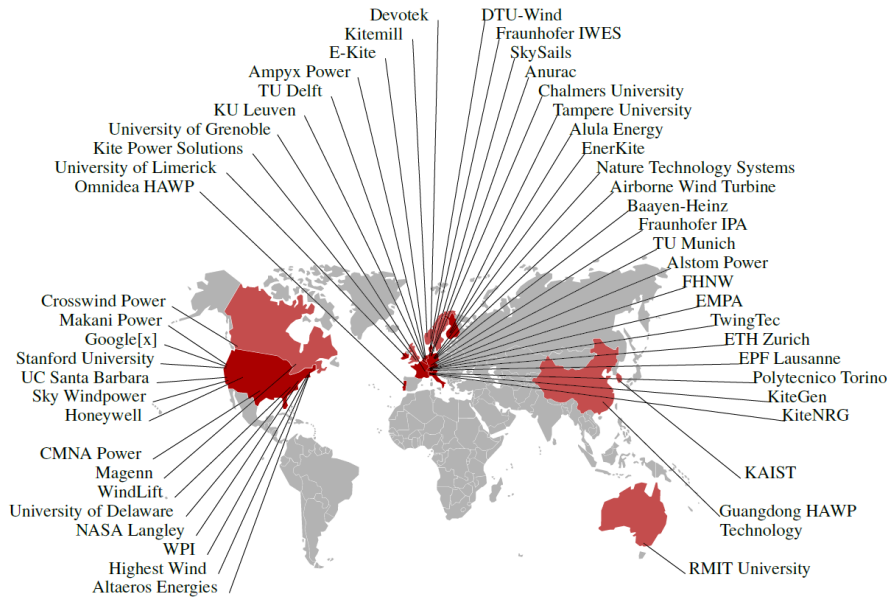 Devotek
Kitemill
E-Kite
Ampyx Power
TU Delft
KU Leuven
University of Grenoble
Kite Power Solutions
University of Limerick
Omnidea HAWP
DTU-Wind
Fraunhofer IWES
SkySails
Anurac
Chalmers University
Tampere University
Alula Energy
EnerKite
Nature Technology Systems
Airborne Wind Turbine
Baayen-Heinz
Fraunhofer IPA
TU Munich
Alstom Power
FHNW
EMPA
TwingTec
ETH Zurich
EPF Lausanne
Polytecnico Torino
KiteGen
KiteNRG
Crosswind Power
Makani Power
Google[x]
Stanford University
UC Santa Barbara
Sky Windpower
Honeywell
CMNA Power
Magenn
WindLift
University of Delaware
NASA Langley
WPI
Highest Wind
Altaeros Energies
KAIST
Guangdong HAWP
Technology
RMIT University